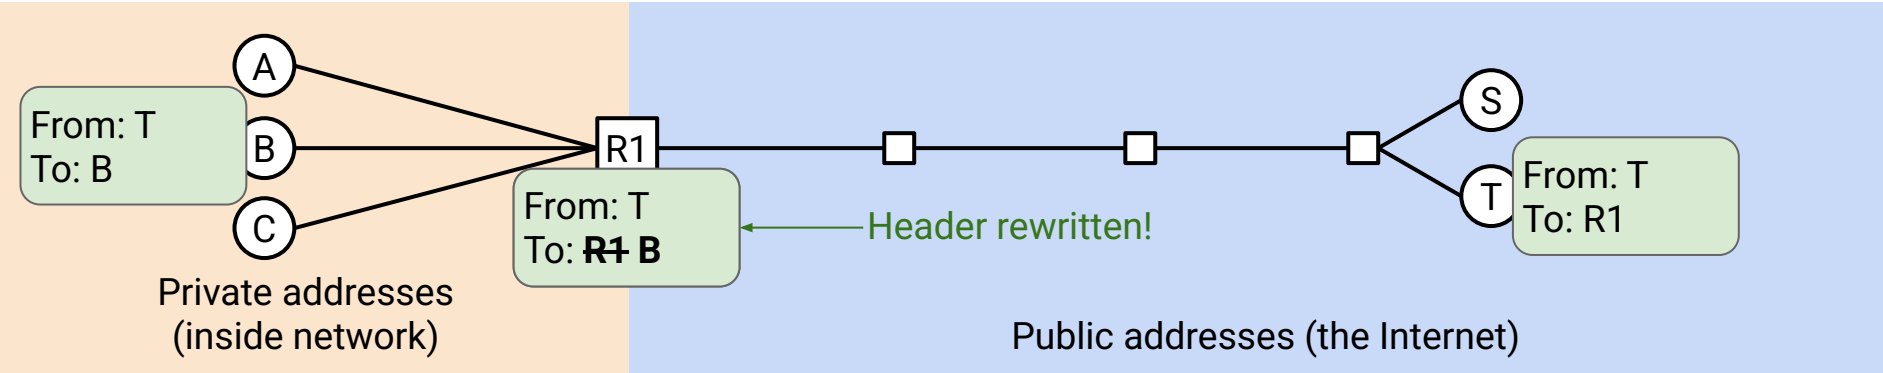 A
From: T
To: B
B
C
R1
From: T
To: R1 B
Header rewritten!
S
T
From: T
To: R1
Private addresses
(inside network)
Public addresses (the Internet)